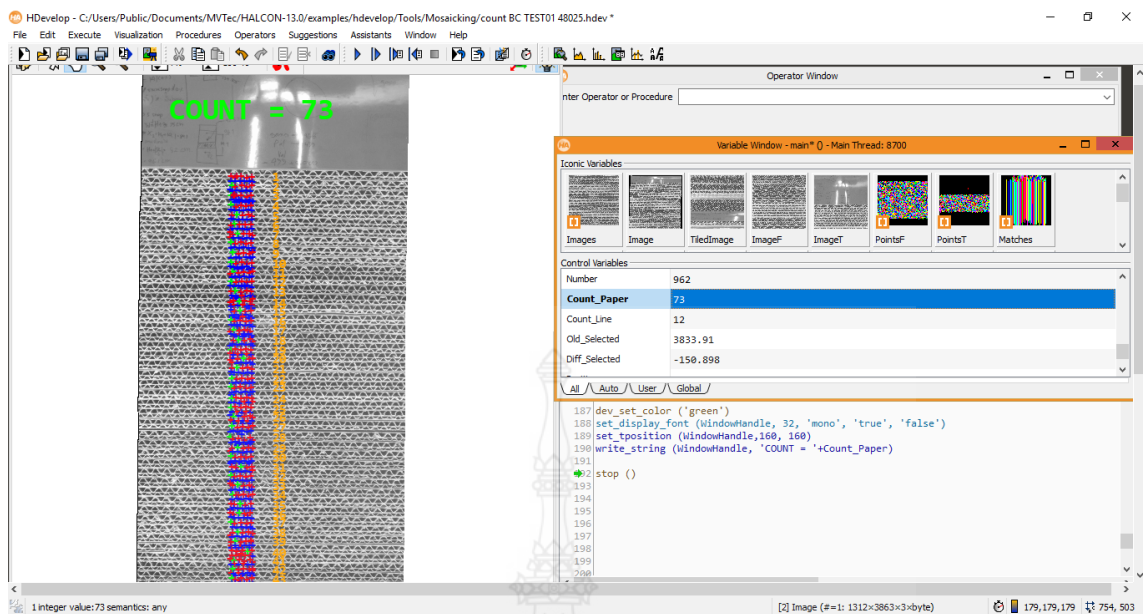 HDevelop - C:/Users/Public/Documents/MVTec/HALCON-13.0/examples/hdevelop/Tools/Mosaicking/count BC TEST01 48025.hdev *
File Edit Execute Visualization Procedures Operators Suggestions Assistants Window Help
Operator Window
nter Operator or Procedure
COUNT = 73
Variable Window - main* () - Main Thread: 8700
Iconic Variables
Images Image TiledImage ImageF ImageT PointsF PointsT Matches
Control Variables
Number 962
Count_Paper 73
Count_Line 12
Old_Selected 3833.91
Diff_Selected -150.898
All Auto User Global
187 dev_set_color ('green')
188 set_display_font (WindowHandle, 32, 'mono', 'true', 'false')
189 set_tposition (WindowHandle,160, 160)
190 write_string (WindowHandle, 'COUNT = '+Count_Paper)
191
92 stop ()
193
194
195
196
197
198
199
200
1 integer value:73 semantics: any
[2] Image (#=1: 1312×3863×3×byte)
179,179,179
754, 503